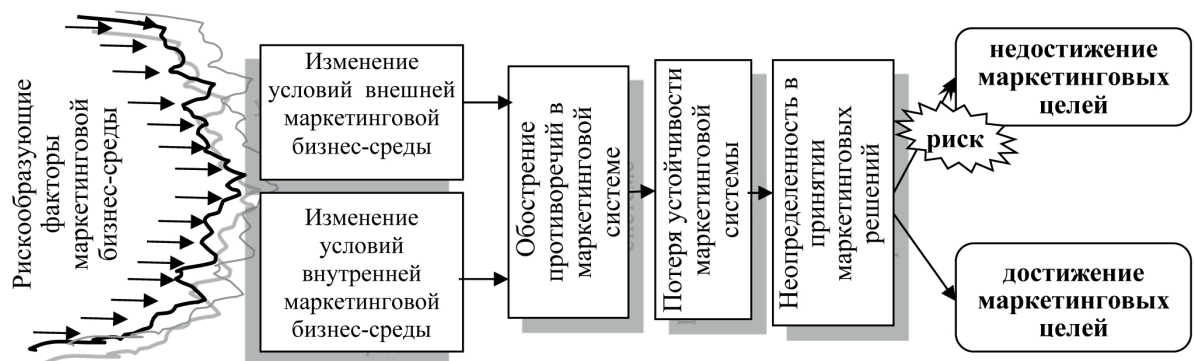 Рискообразующие
факторы
маркетинговой
бизнес-среды
Изменение
условий внешней
маркетинговой
бизнес-среды
Изменение
условий
внутренней
маркетинговой
бизнес-среды
Обострение
противоречий в
маркетинговой
системе
Потеря устойчивости
маркетинговой
системы
Неопределенность в
принятии
маркетинговых
решений
риск
недостижение
маркетинговых
целей
достижение
маркетинговых
целей